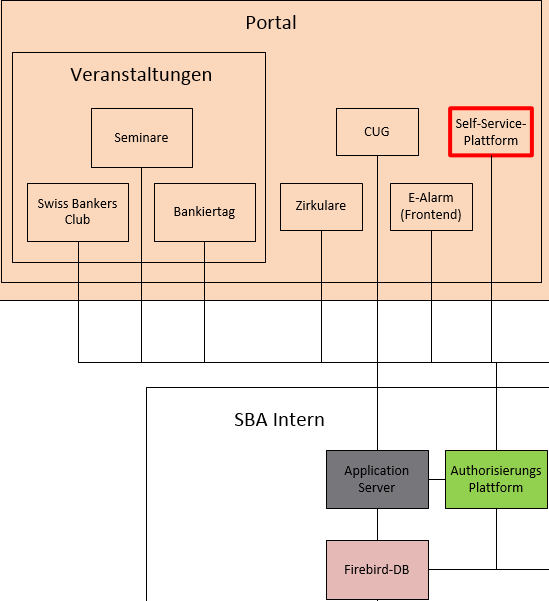 Portal
Veranstaltungen
Seminare
CUG
Self-Service-
Plattform
Swiss Bankers
Club
Bankiertag
Zirkulare
E-Alarm
(Frontend)
SBA Intern
Application
Server
Authorisierungs
Plattform
Firebird-DB